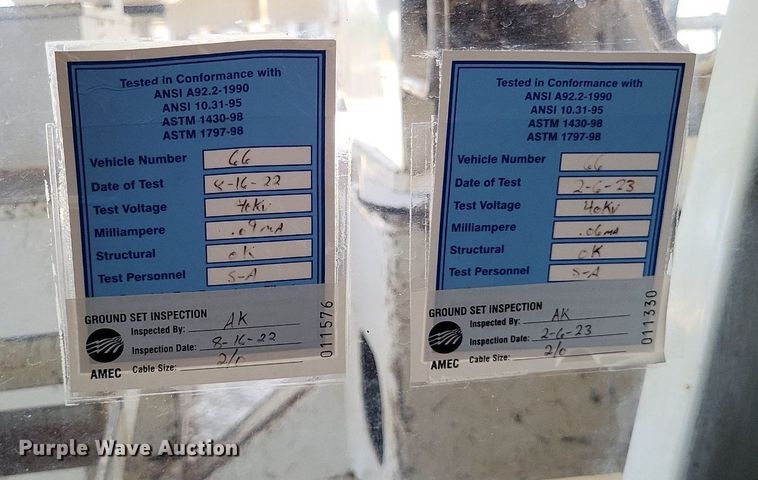 Tested in Conformance with
ANSI A92.2-1990
ANSI 10.31-95
ASTM 1430-98
ASTM 1797-98
Vehicle Number 66
Date of Test 8-16-22
Test Voltage 40KV
Milliampere .09 mA
Structural OK
Test Personnel S-A
GROUND SET INSPECTION
Inspected By: AK
Inspection Date: 8-16-22
AMEC Cable Size: 2/0
011576
Tested in Conformance with
ANSI A92.2-1990
ANSI 10.31-95
ASTM 1430-98
ASTM 1797-98
Vehicle Number 66
Date of Test 2-6-23
Test Voltage 40KV
Milliampere .06 mA
Structural OK
Test Personnel S-A
GROUND SET INSPECTION
Inspected By: AK
Inspection Date: 2-6-23
AMEC Cable Size: 2/0
011330
Purple Wave Auction